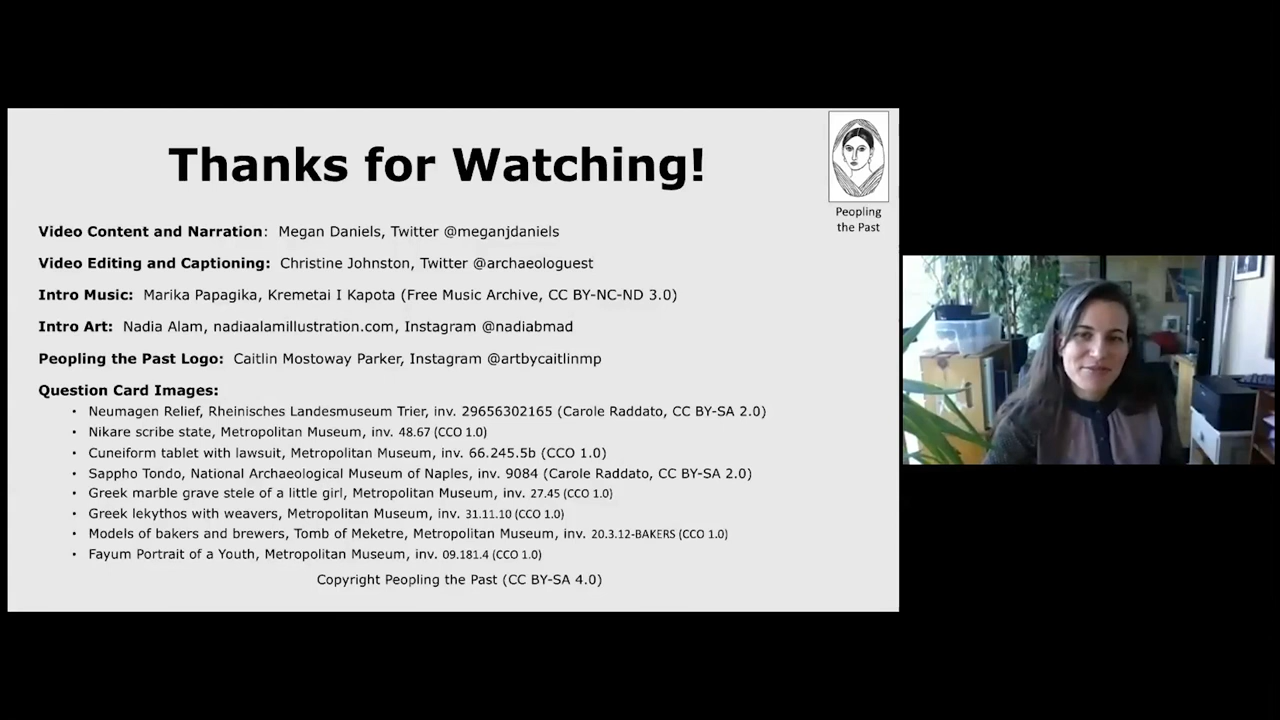 Thanks for Watching!
Peopling
the Past
Video Content and Narration:  Megan Daniels, Twitter @meganjdaniels
Video Editing and Captioning:  Christine Johnston, Twitter @archaeologuest
Intro Music:  Marika Papagika, Kremetai I Kapota (Free Music Archive, CC BY-NC-ND 3.0)
Intro Art:  Nadia Alam, nadiaalamillustration.com, Instagram @nadiabmad
Peopling the Past Logo:  Caitlin Mostoway Parker, Instagram @artbycaitlinmp
Question Card Images:
• Neumagen Relief, Rheinisches Landesmuseum Trier, inv. 29656302165 (Carole Raddato, CC BY-SA 2.0)
• Nikare scribe state, Metropolitan Museum, inv. 48.67 (CCO 1.0)
• Cuneiform tablet with lawsuit, Metropolitan Museum, inv. 66.245.5b (CCO 1.0)
• Sappho Tondo, National Archaeological Museum of Naples, inv. 9084 (Carole Raddato, CC BY-SA 2.0)
• Greek marble grave stele of a little girl, Metropolitan Museum, inv. 27.45 (CCO 1.0)
• Greek lekythos with weavers, Metropolitan Museum, inv. 31.11.10 (CCO 1.0)
• Models of bakers and brewers, Tomb of Meketre, Metropolitan Museum, inv. 20.3.12-BAKERS (CCO 1.0)
• Fayum Portrait of a Youth, Metropolitan Museum, inv. 09.181.4 (CCO 1.0)
Copyright Peopling the Past (CC BY-SA 4.0)